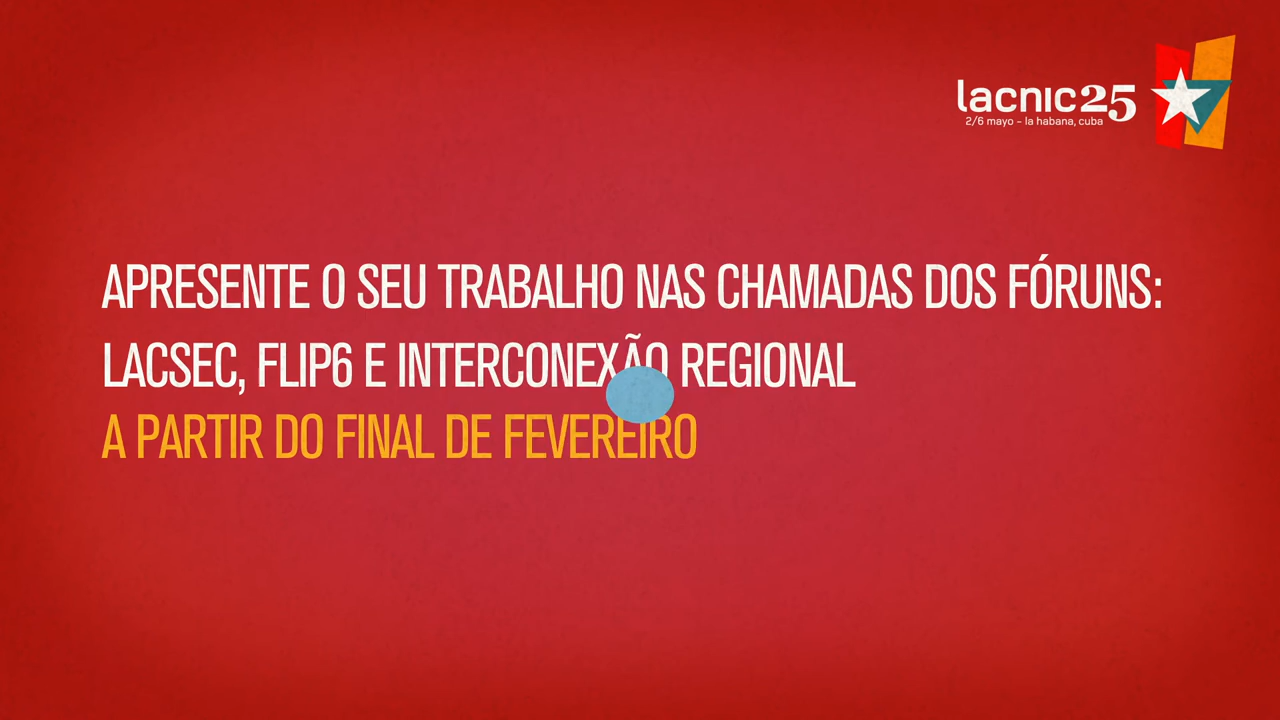 lacnic25
2/6 mayo - la habana, cuba
APRESENTE O SEU TRABALHO NAS CHAMADAS DOS FÓRUNS:
LACSEC, FLIP6 E INTERCONEXÃO REGIONAL
A PARTIR DO FINAL DE FEVEREIRO